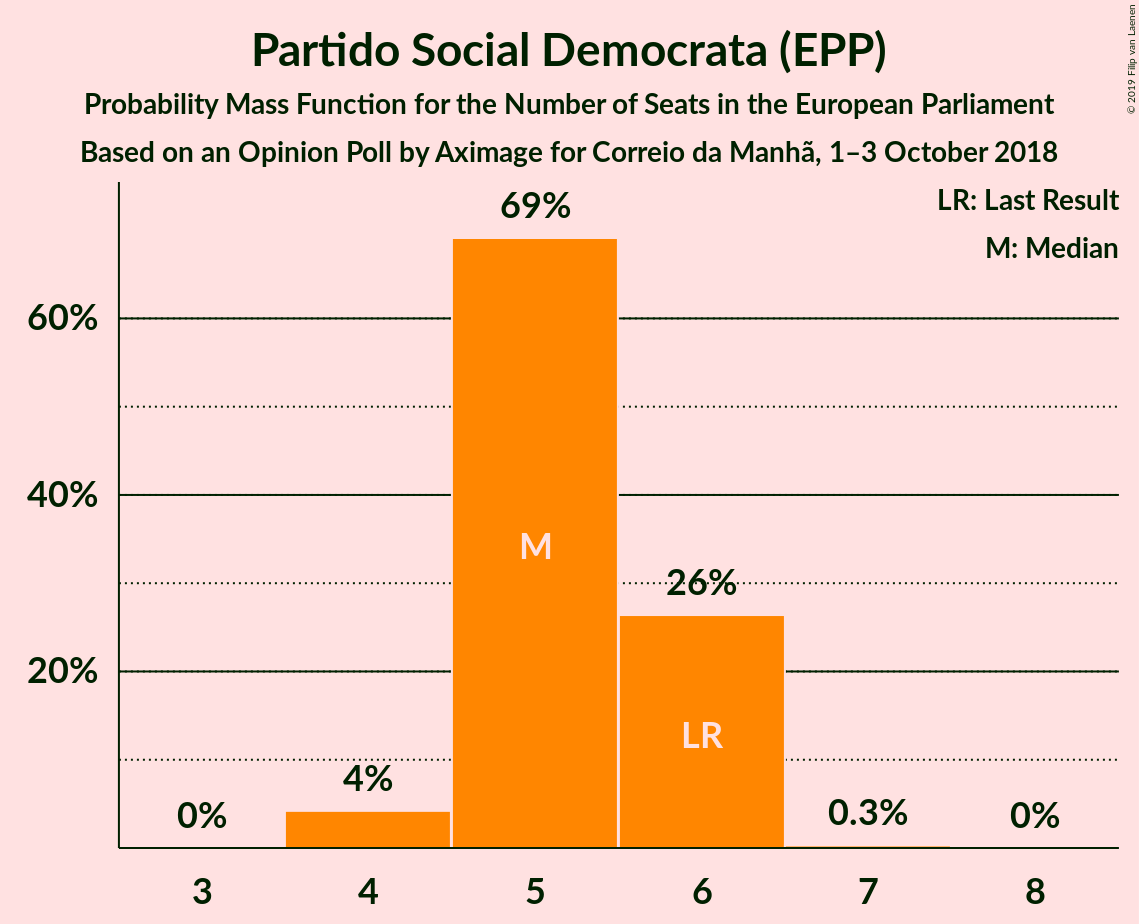 Partido Social Democrata (EPP)
Probability Mass Function for the Number of Seats in the European Parliament
Based on an Opinion Poll by Aximage for Correio da Manhã, 1–3 October 2018
© 2019 Filip van Laenen
LR: Last Result
M: Median
69%
60%
40%
M
26%
20%
LR
4%
0%
0.3%
0%
3 4 5 6 7 8